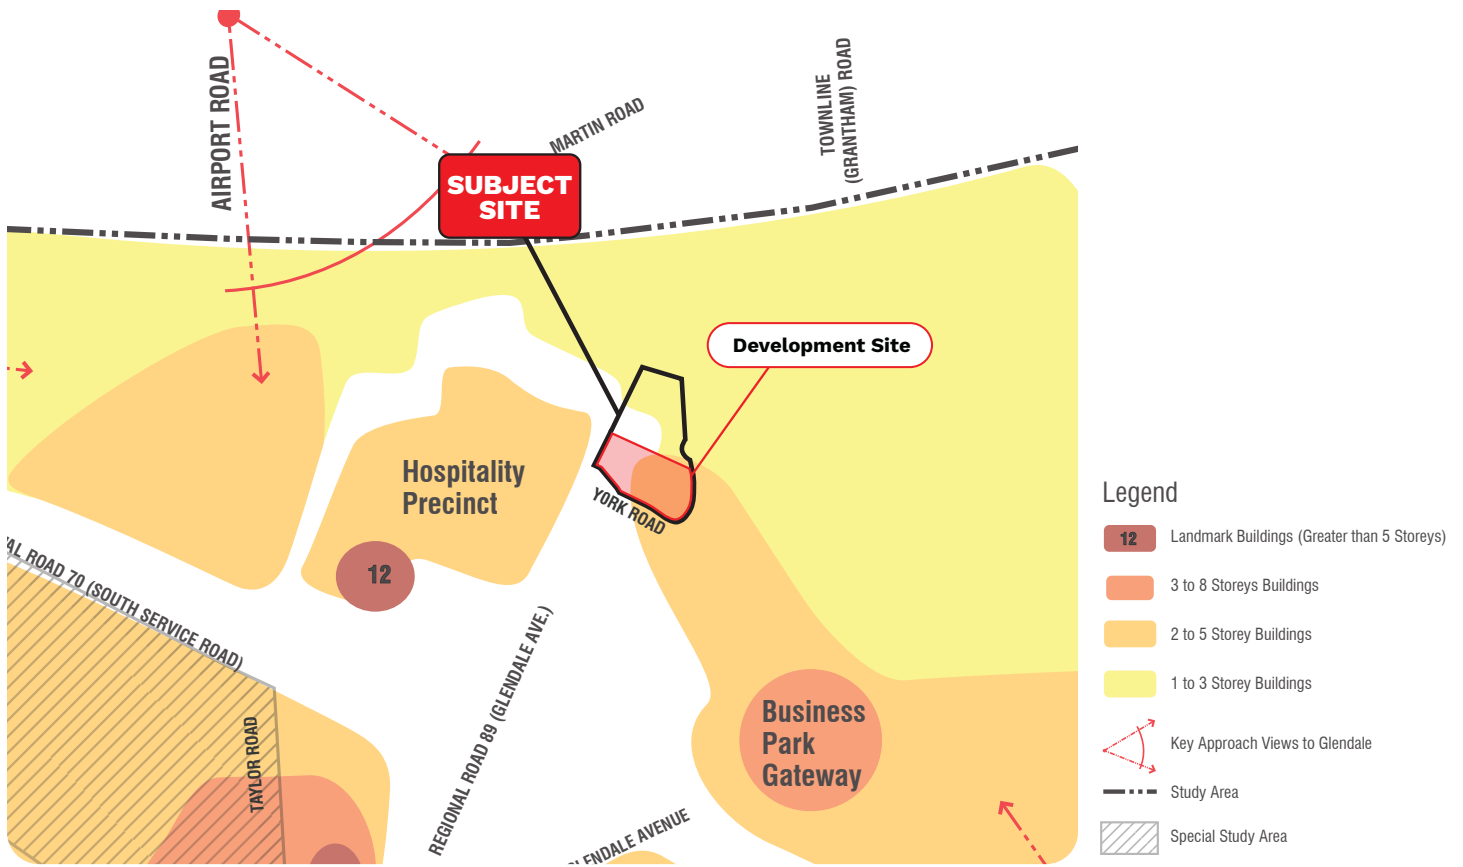 AIRPORT ROAD
MARTIN ROAD
TOWNLINE
(GRANTHAM) ROAD
SUBJECT
SITE
Development Site
Hospitality
Precinct
YORK ROAD
12
ROAD 70 (SOUTH SERVICE ROAD)
TAYLOR ROAD
REGIONAL ROAD 89 (GLENDALE AVE.)
Business
Park
Gateway
GLENDALE AVENUE
Legend
12 Landmark Buildings (Greater than 5 Storeys)
3 to 8 Storeys Buildings
2 to 5 Storey Buildings
1 to 3 Storey Buildings
Key Approach Views to Glendale
Study Area
Special Study Area